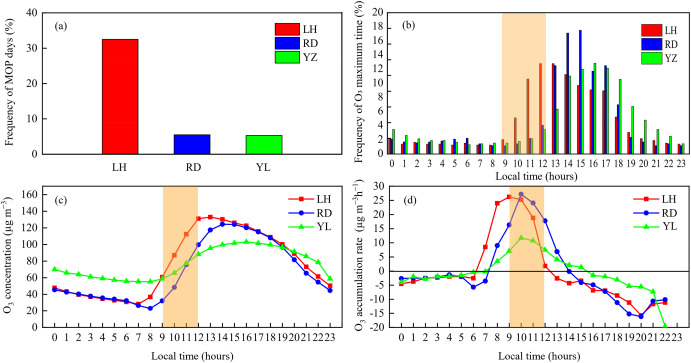 (a)
LH
RD
YZ
Frequency of MOP days (%)
40
30
20
10
0
LH RD YL
(b)
LH
RD
YZ
Frequency of O3 maximum time (%)
20
18
16
14
12
10
8
6
4
2
0
0 1 2 3 4 5 6 7 8 9 10 11 12 13 14 15 16 17 18 19 20 21 22 23
Local time (hours)
(c)
LH
RD
YL
O3 concentration (μg m−3)
160
140
120
100
80
60
40
20
0
0 1 2 3 4 5 6 7 8 9 10 11 12 13 14 15 16 17 18 19 20 21 22 23
Local time (hours)
(d)
LH
RD
YL
O3 accumulation rate (μg m−3h−1)
30
25
20
15
10
5
0
-5
-10
-15
-20
0 1 2 3 4 5 6 7 8 9 10 11 12 13 14 15 16 17 18 19 20 21 22 23
Local time (hours)